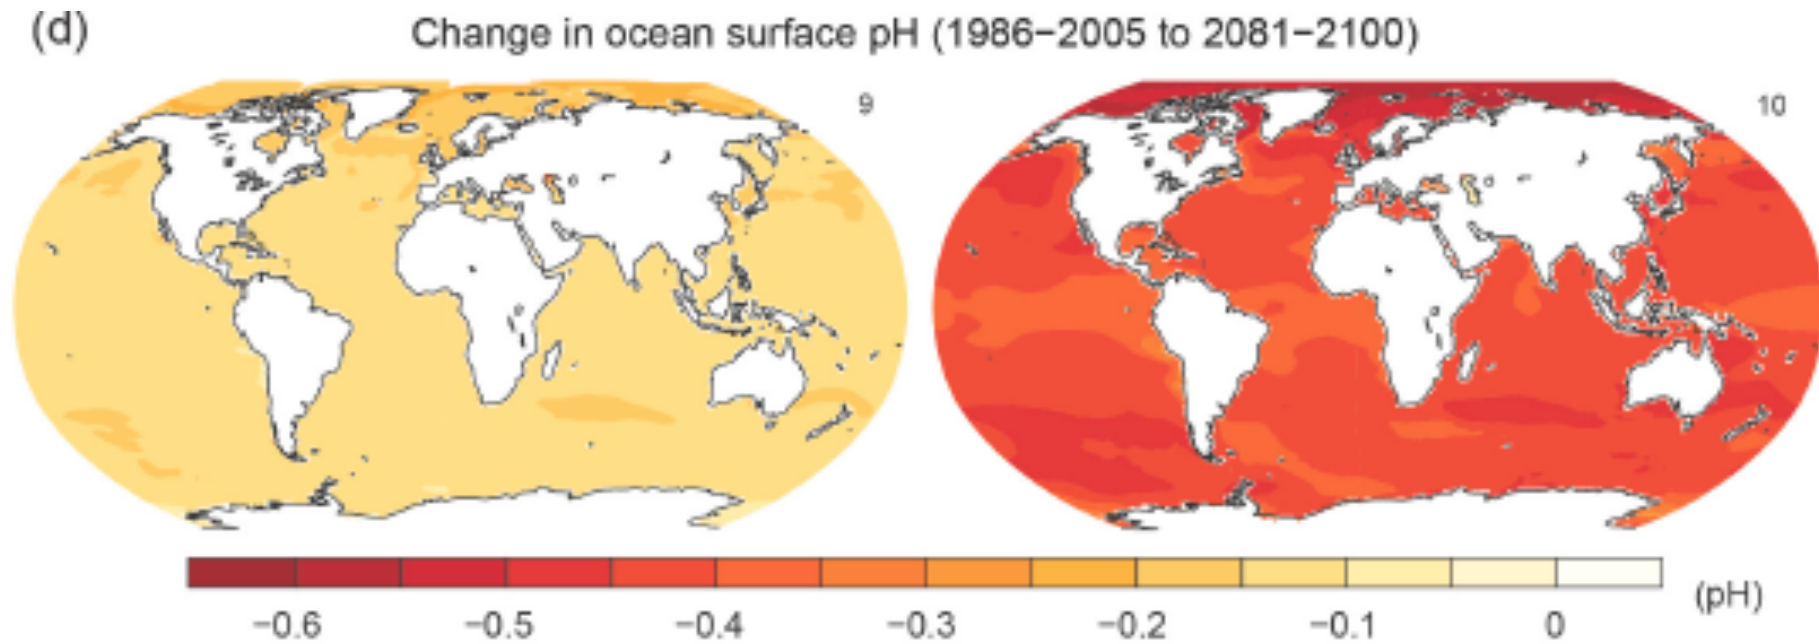 (d) Change in ocean surface pH (1986−2005 to 2081−2100)
9
10
−0.6 −0.5 −0.4 −0.3 −0.2 −0.1 0 (pH)